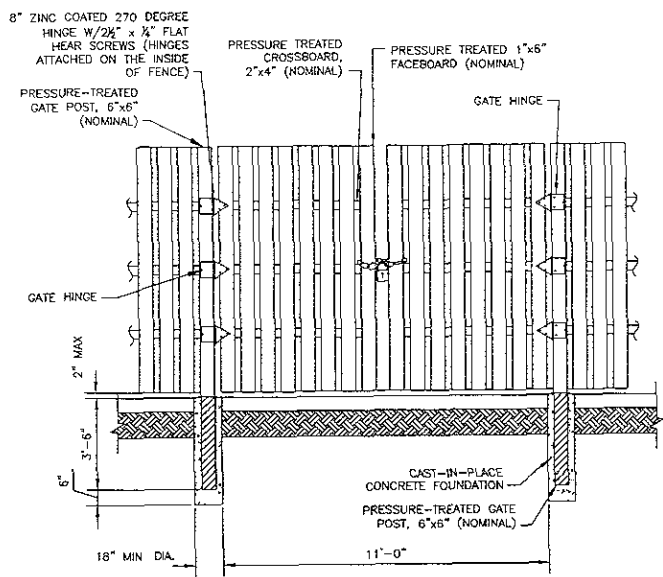 8" ZINC COATED 270 DEGREE
HINGE W/2½" x ¼" FLAT
HEAR SCREWS (HINGES
ATTACHED ON THE INSIDE
OF FENCE)
PRESSURE TREATED
CROSSBOARD,
2"x4" (NOMINAL)
PRESSURE TREATED 1"x6"
FACEBOARD (NOMINAL)
PRESSURE-TREATED
GATE POST, 6"x6"
(NOMINAL)
GATE HINGE
GATE HINGE
2" MAX
3'-6"
6"
CAST-IN-PLACE
CONCRETE FOUNDATION
PRESSURE-TREATED GATE
POST, 6"x6" (NOMINAL)
18" MIN DIA.
11'-0"